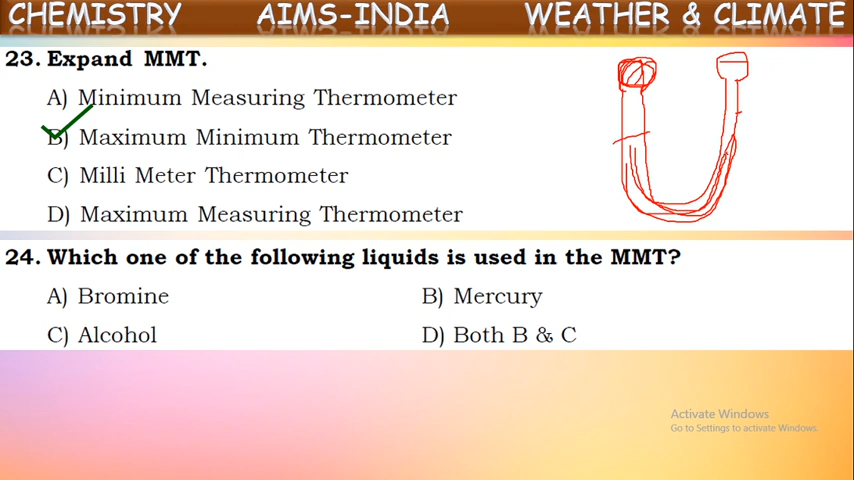 CHEMISTRY AIMS-INDIA WEATHER & CLIMATE
23. Expand MMT.
A) Minimum Measuring Thermometer
B) Maximum Minimum Thermometer
C) Milli Meter Thermometer
D) Maximum Measuring Thermometer
24. Which one of the following liquids is used in the MMT?
A) Bromine B) Mercury
C) Alcohol D) Both B & C
Activate Windows
Go to Settings to activate Windows.